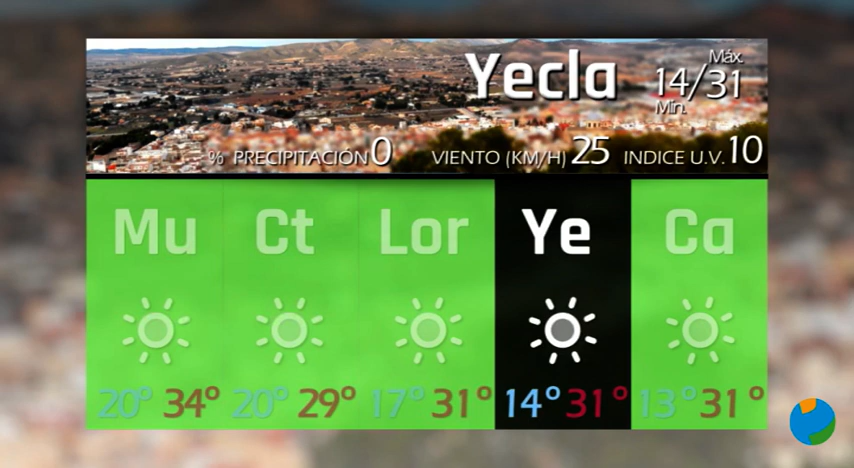 Yecla
Máx.
14/31
Mín.
% PRECIPITACIÓN 0 VIENTO (KM/H) 25 INDICE U.V. 10
Mu Ct Lor Ye Ca
20° 34° 20° 29° 17° 31° 14° 31° 13° 31°